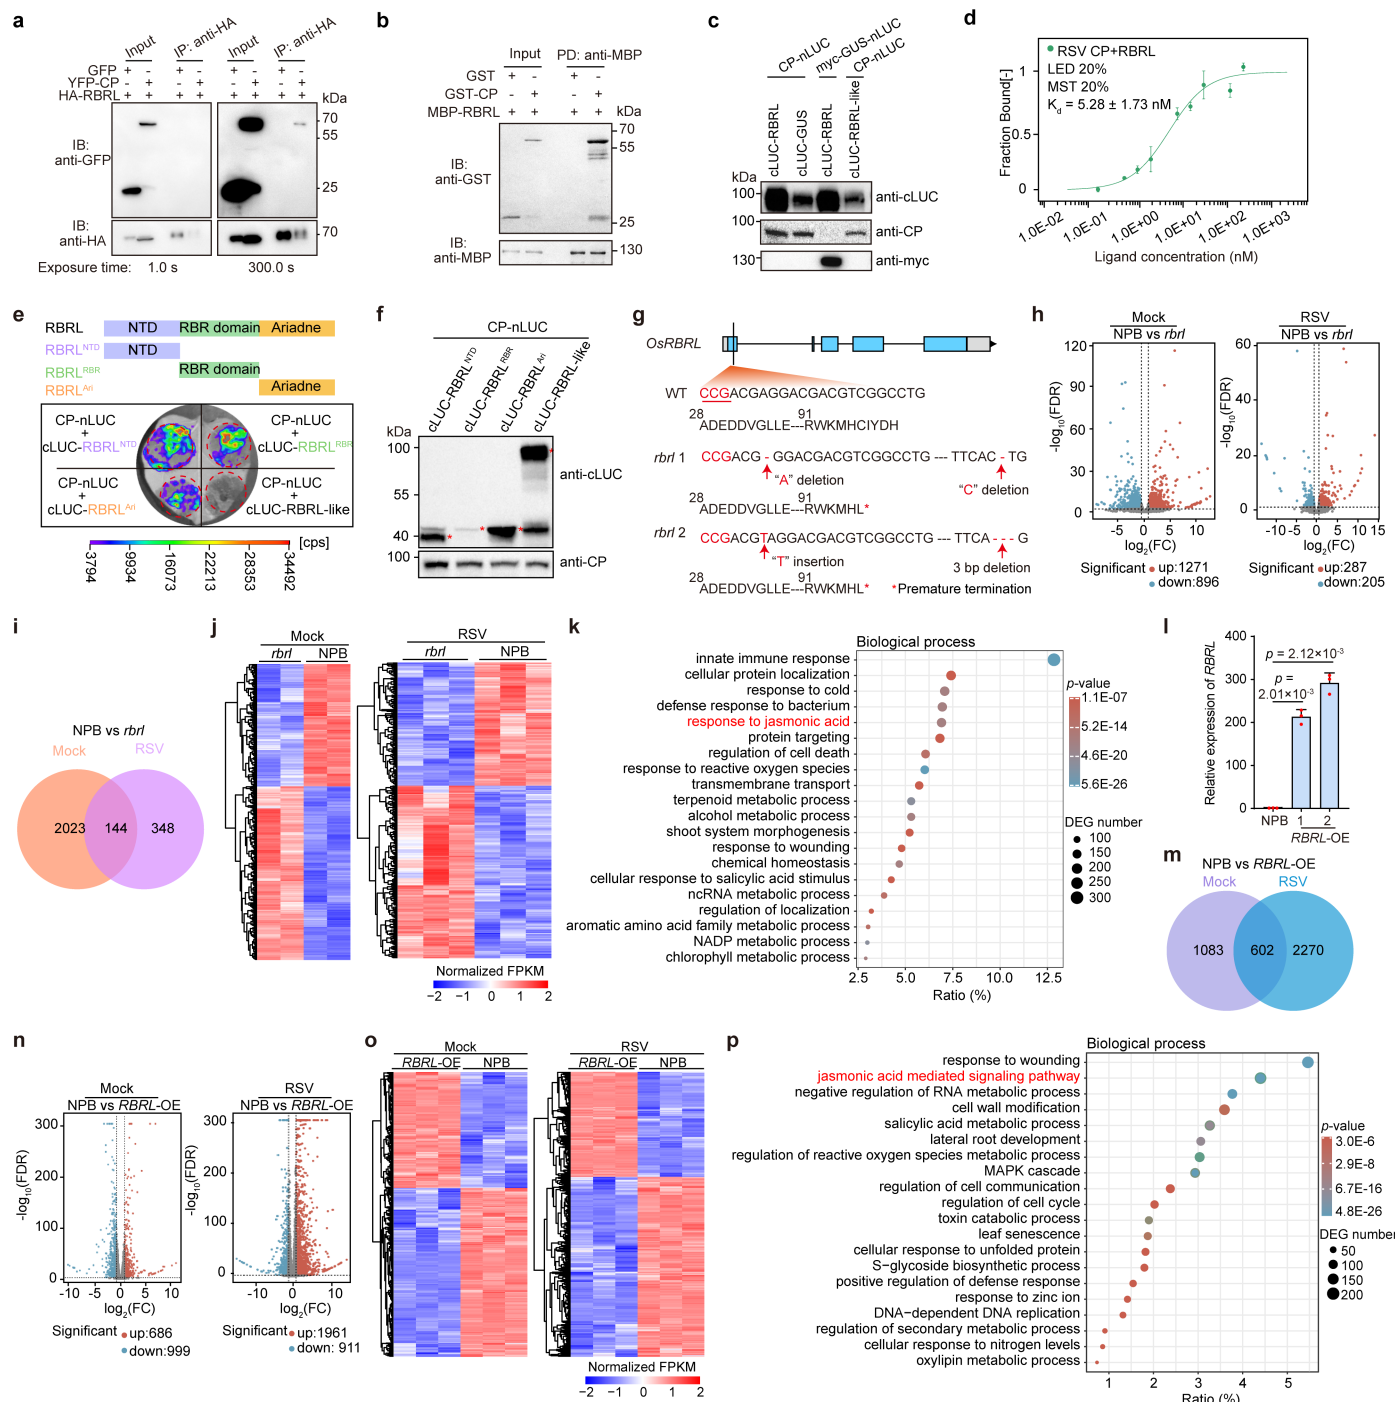 a
Input
IP: anti-HA
Input
IP: anti-HA
GFP + - + - + - + -
YFP-CP - + - + - + - +
HA-RBRL + + + + + + + +
kDa
IB:
anti-GFP
70
55
25
IB:
anti-HA
70
Exposure time: 1.0 s 300.0 s
b
Input PD: anti-MBP
GST + - + -
GST-CP - + - +
MBP-RBRL + + + +
kDa
IB:
anti-GST
70
55
25
IB:
anti-MBP
130
c
CP-nLUC
myc-GUS-nLUC
CP-nLUC
cLUC-RBRL
cLUC-GUS
cLUC-RBRL
cLUC-RBRL-like
kDa
100 anti-cLUC
100 anti-CP
130 anti-myc
d
RSV CP+RBRL
LED 20%
MST 20%
Kd = 5.28 ± 1.73 nM
Fraction Bound[-]
1
0.5
0
1.0E-02 1.0E-01 1.0E+00 1.0E+01 1.0E+02 1.0E+03
Ligand concentration (nM)
e
RBRL NTD RBR domain Ariadne
RBRLNTD NTD
RBRLRBR RBR domain
RBRLAri Ariadne
CP-nLUC
+
cLUC-RBRLNTD
CP-nLUC
+
cLUC-RBRLRBR
CP-nLUC
+
cLUC-RBRLAri
CP-nLUC
+
cLUC-RBRL-like
[cps]
3794 9934 16073 22213 28353 34492
f
CP-nLUC
cLUC-RBRLNTD
cLUC-RBRLRBR
cLUC-RBRLAri
cLUC-RBRL-like
kDa
100
55
40
anti-cLUC
100 anti-CP
g
OsRBRL
WT CCGACGAGGACGACGTCGGCCTG
28 91
ADEDDVGLLE---RWKMHCIYDH
rbrl 1 CCGACG-GGACGACGTCGGCCTG --- TTCAC-TG
"A" deletion "C" deletion
28 91
ADEDDVGLLE---RWKMHL*
rbrl 2 CCGACGTAGGACGACGTCGGCCTG --- TTCA---G
"T" insertion 3 bp deletion
28 91
ADEDDVGLLE---RWKMHL* *Premature termination
h
Mock
NPB vs rbrl
-log10(FDR)
120
90
60
30
0
-5 0 5 10
log2(FC)
Significant up:1271
down:896
RSV
NPB vs rbrl
-log10(FDR)
60
40
20
0
-10 -5 0 5 10 15
log2(FC)
Significant up:287
down:205
i
NPB vs rbrl
Mock RSV
2023 144 348
j
Mock
rbrl NPB
RSV
rbrl NPB
Normalized FPKM
−2 −1 0 1 2
k
Biological process
innate immune response
cellular protein localization
response to cold
defense response to bacterium
response to jasmonic acid
protein targeting
regulation of cell death
response to reactive oxygen species
transmembrane transport
terpenoid metabolic process
alcohol metabolic process
shoot system morphogenesis
response to wounding
chemical homeostasis
cellular response to salicylic acid stimulus
ncRNA metabolic process
regulation of localization
aromatic amino acid family metabolic process
NADP metabolic process
chlorophyll metabolic process
2.5 5.0 7.5 10.0 12.5
Ratio (%)
p-value
1.1E-07
5.2E-14
4.6E-20
5.6E-26
DEG number
100
150
200
250
300
l
Relative expression of RBRL
400
300
200
100
0
p = 2.12×10-3
p =
2.01×10-3
NPB 1 2
RBRL-OE
m
NPB vs RBRL-OE
Mock RSV
1083 602 2270
n
Mock
NPB vs RBRL-OE
-log10(FDR)
300
200
100
0
-10 -5 0 5 10
log2(FC)
Significant up:686
down:999
RSV
NPB vs RBRL-OE
-log10(FDR)
300
200
100
0
-10 0 10
log2(FC)
Significant up:1961
down: 911
o
Mock
RBRL-OE NPB
RSV
RBRL-OE NPB
Normalized FPKM
−2 −1 0 1 2
p
Biological process
response to wounding
jasmonic acid mediated signaling pathway
negative regulation of RNA metabolic process
cell wall modification
salicylic acid metabolic process
lateral root development
regulation of reactive oxygen species metabolic process
MAPK cascade
regulation of cell communication
regulation of cell cycle
toxin catabolic process
leaf senescence
cellular response to unfolded protein
S−glycoside biosynthetic process
positive regulation of defense response
response to zinc ion
DNA−dependent DNA replication
regulation of secondary metabolic process
cellular response to nitrogen levels
oxylipin metabolic process
1 2 3 4 5
Ratio (%)
p-value
3.0E-6
2.9E-8
6.7E-16
4.8E-26
DEG number
50
100
150
200